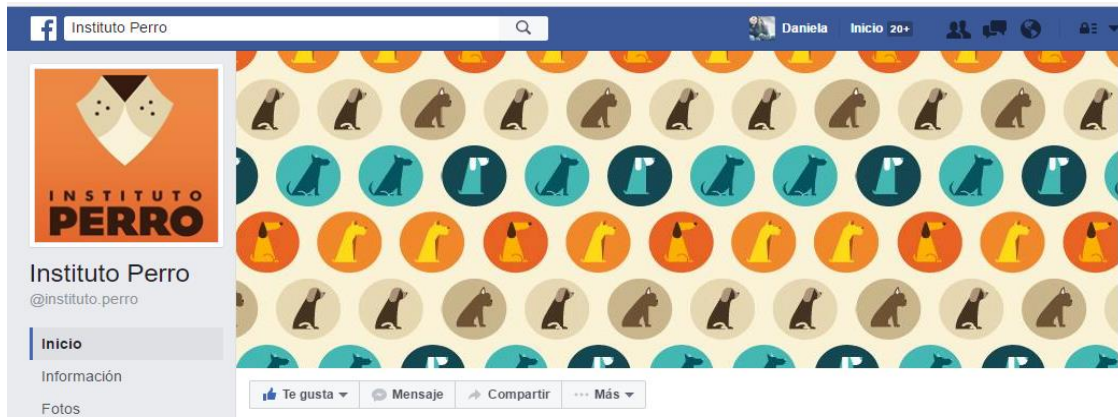 Instituto Perro
Daniela
Inicio 20+
INSTITUTO
PERRO
Instituto Perro
@instituto.perro
Inicio
Información
Fotos
Te gusta
Mensaje
Compartir
Más